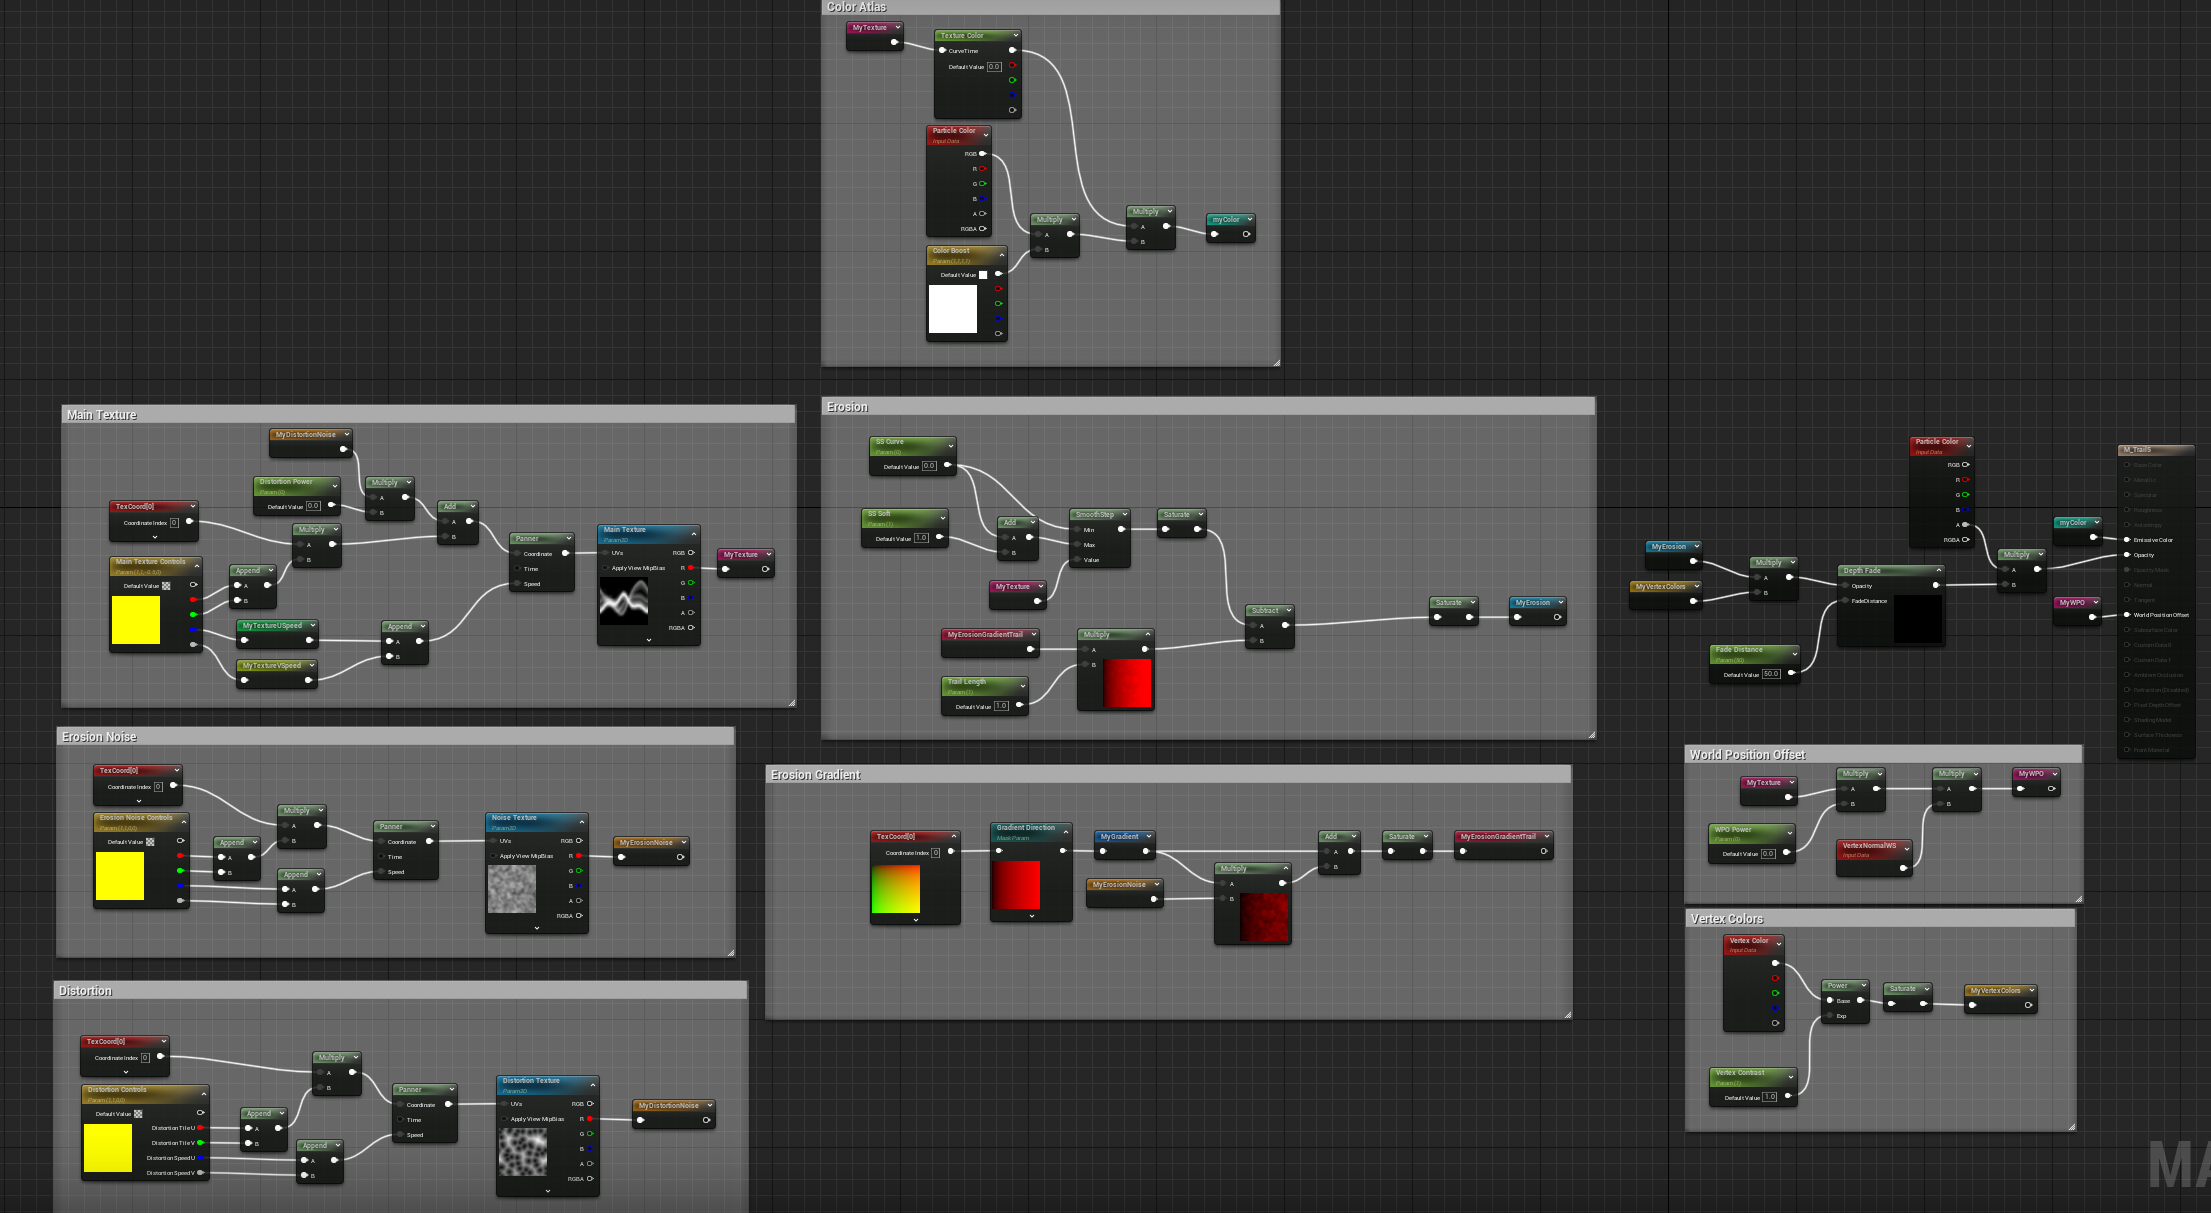 Color Atlas
MyTexture
Texture Color
CurveTime
Default Value 0.0
Particle Color
Input Data
RGB
R
G
B
A
RGBA
Color Boost
Param (1,1,1,1)
Default Value
Multiply
A
B
Multiply
A
B
myColor
Main Texture
MyDistortionNoise
Distortion Power
Param (0)
Default Value 0.0
Multiply
A
B
TexCoord[0]
Coordinate Index 0
Multiply
A
B
Add
A
B
Main Texture Controls
Default Value
Append
A
B
MyTextureUSpeed
MyTextureVSpeed
Append
A
B
Panner
Coordinate
Time
Speed
Main Texture
Param2D
UVs
Apply View MipBias
RGB
R
G
B
A
RGBA
MyTexture
Erosion
SS Curve
Param (0)
Default Value 0.0
SS Soft
Param (1)
Default Value 1.0
Add
A
B
SmoothStep
Min
Max
Value
Saturate
MyTexture
MyErosionGradientTrail
Trail Length
Param (1)
Default Value 1.0
Multiply
A
B
Subtract
A
B
Saturate
MyErosion
Particle Color
Input Data
RGB
R
G
B
A
RGBA
MyErosion
MyVertexColors
Multiply
A
B
Depth Fade
Opacity
FadeDistance
Fade Distance
Param (50)
Default Value 50.0
Multiply
A
B
myColor
MyWPO
M_Trail5
Base Color
Metallic
Specular
Roughness
Anisotropy
Emissive Color
Opacity
Opacity Mask
Normal
Tangent
World Position Offset
Subsurface Color
Custom Data 0
Custom Data 1
Ambient Occlusion
Refraction (Disabled)
Pixel Depth Offset
Shading Model
Surface Thickness
Front Material
Erosion Noise
TexCoord[0]
Coordinate Index 0
Erosion Noise Controls
Param (1,1,0,0)
Default Value
Multiply
A
B
Append
A
B
Append
A
B
Panner
Coordinate
Time
Speed
Noise Texture
Param2D
UVs
Apply View MipBias
RGB
R
G
B
A
RGBA
MyErosionNoise
Erosion Gradient
TexCoord[0]
Coordinate Index 0
Gradient Direction
Mask Param
MyGradient
MyErosionNoise
Multiply
A
B
Add
A
B
Saturate
MyErosionGradientTrail
World Position Offset
MyTexture
WPO Power
Param (0)
Default Value 0.0
Multiply
A
B
VertexNormalWS
Input Data
Multiply
A
B
MyWPO
Vertex Colors
Vertex Color
Input Data
Vertex Contrast
Param (1)
Default Value 1.0
Power
Base
Exp
Saturate
MyVertexColors
Distortion
TexCoord[0]
Coordinate Index 0
Distortion Controls
Param (1,1,0,0)
Default Value
Distortion Tile U
Distortion Tile V
Distortion Speed U
Distortion Speed V
Multiply
A
B
Append
A
B
Append
A
B
Panner
Coordinate
Time
Speed
Distortion Texture
Param2D
UVs
Apply View MipBias
RGB
R
G
B
A
RGBA
MyDistortionNoise
MA